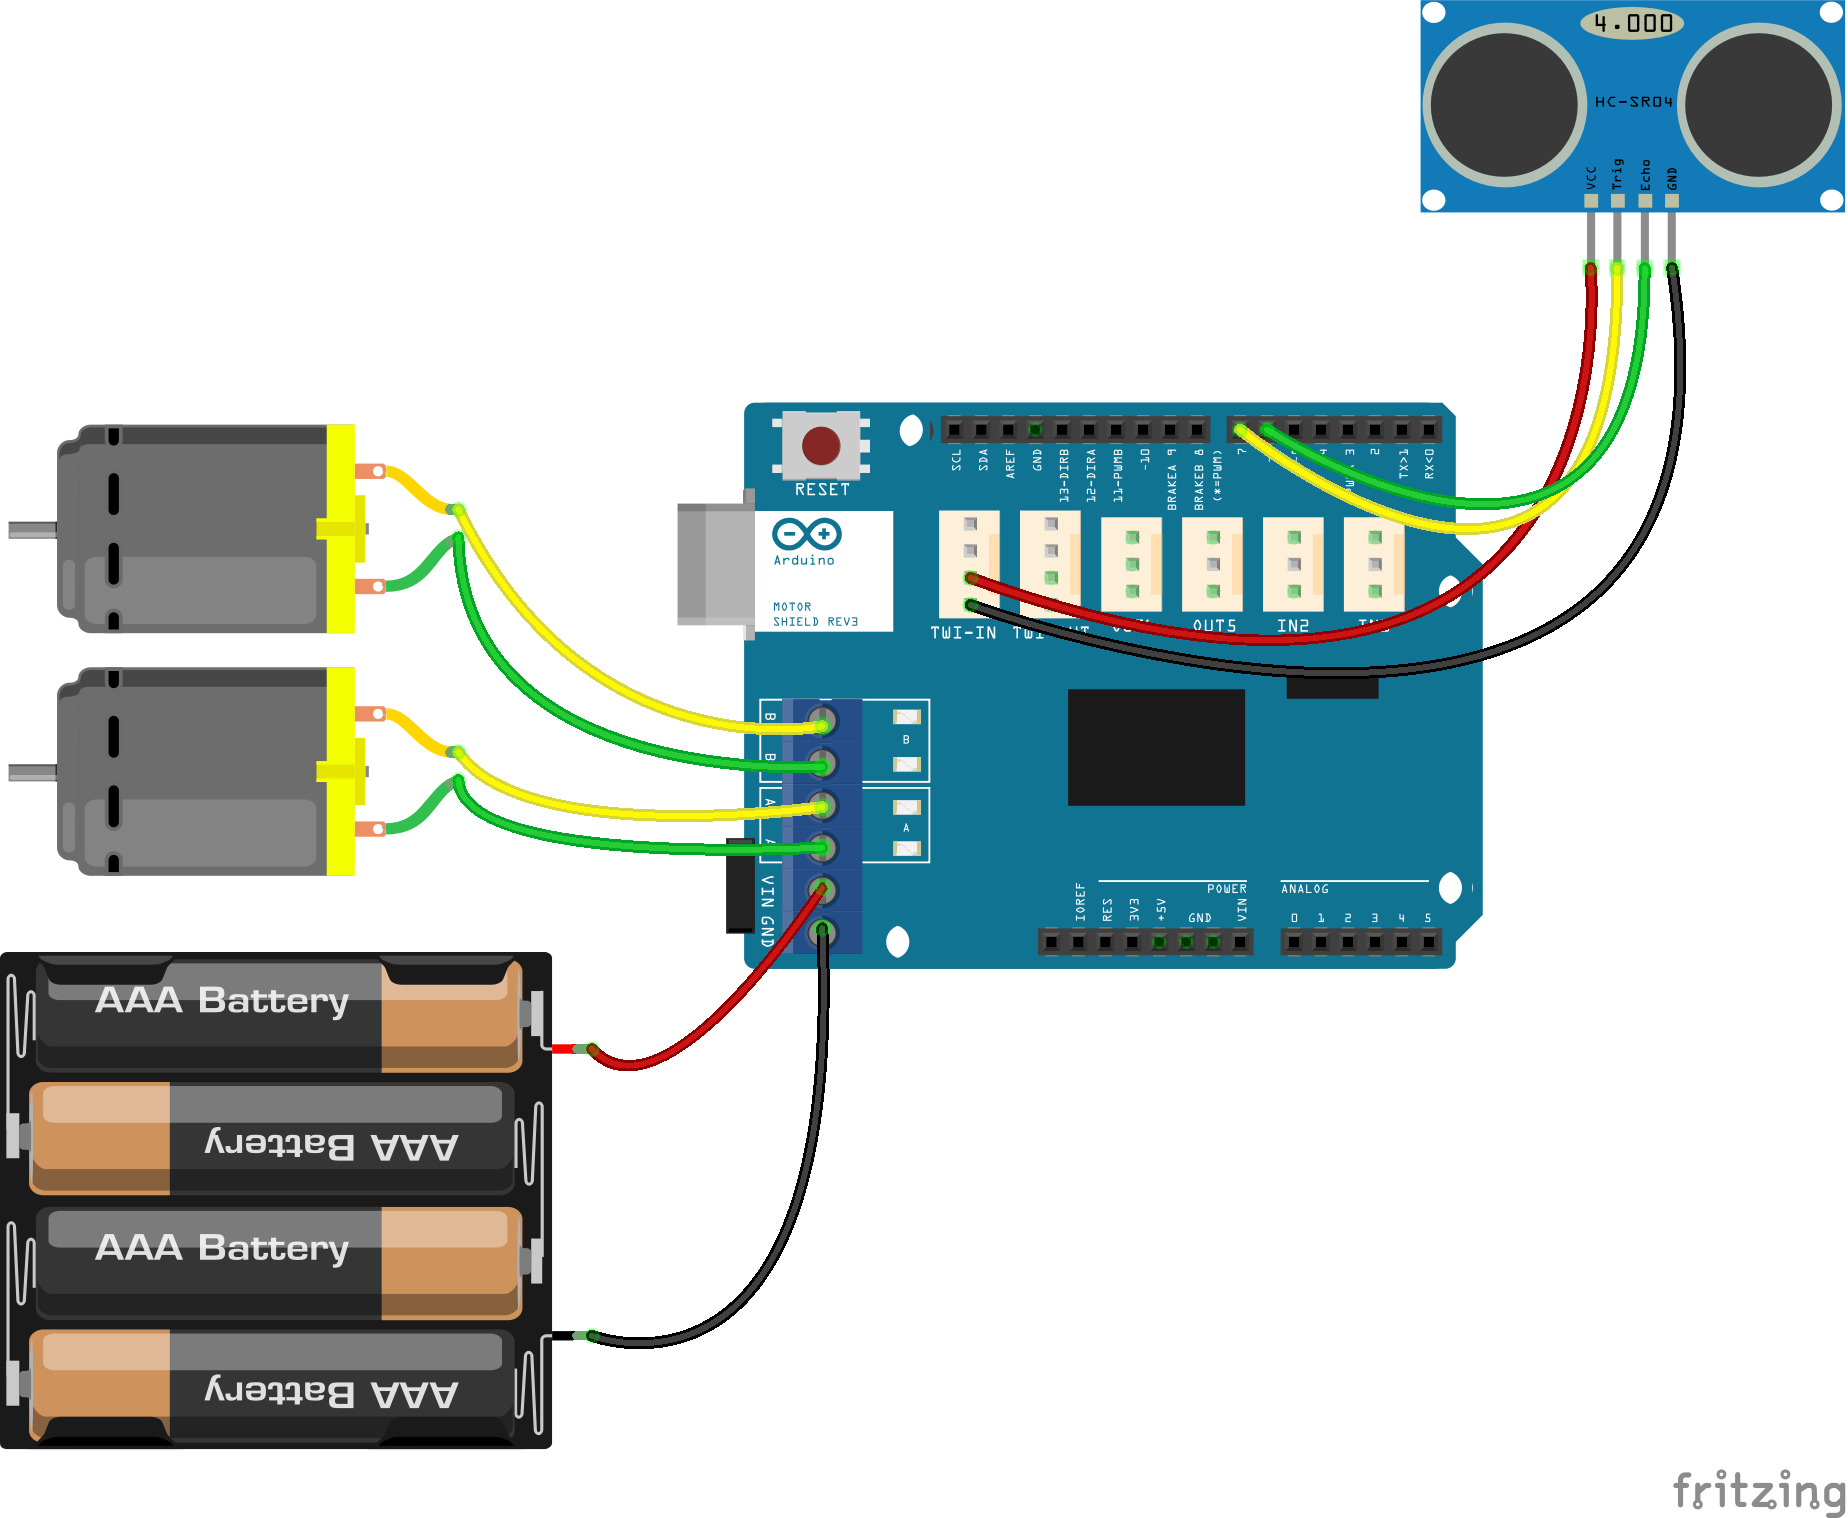 4.000
HC-SR04
VCC
Trig
Echo
GND
RESET
SCL
SDA
AREF
GND
13-DIRB
12-DIRA
11-PWMB
~10
BRAKEA 9
BRAKEB 8
(*=PWM)
7
4
3
2
TX>1
RX<0
Arduino
MOTOR
SHIELD REV3
TWI-IN
OUT5
IN2
B
B
B
A
A
A
VIN
GND
IOREF
RES
3V3
+5V
GND
VIN
POWER
ANALOG
0
1
2
3
4
5
AAA Battery
AAA Battery
AAA Battery
AAA Battery
fritzing